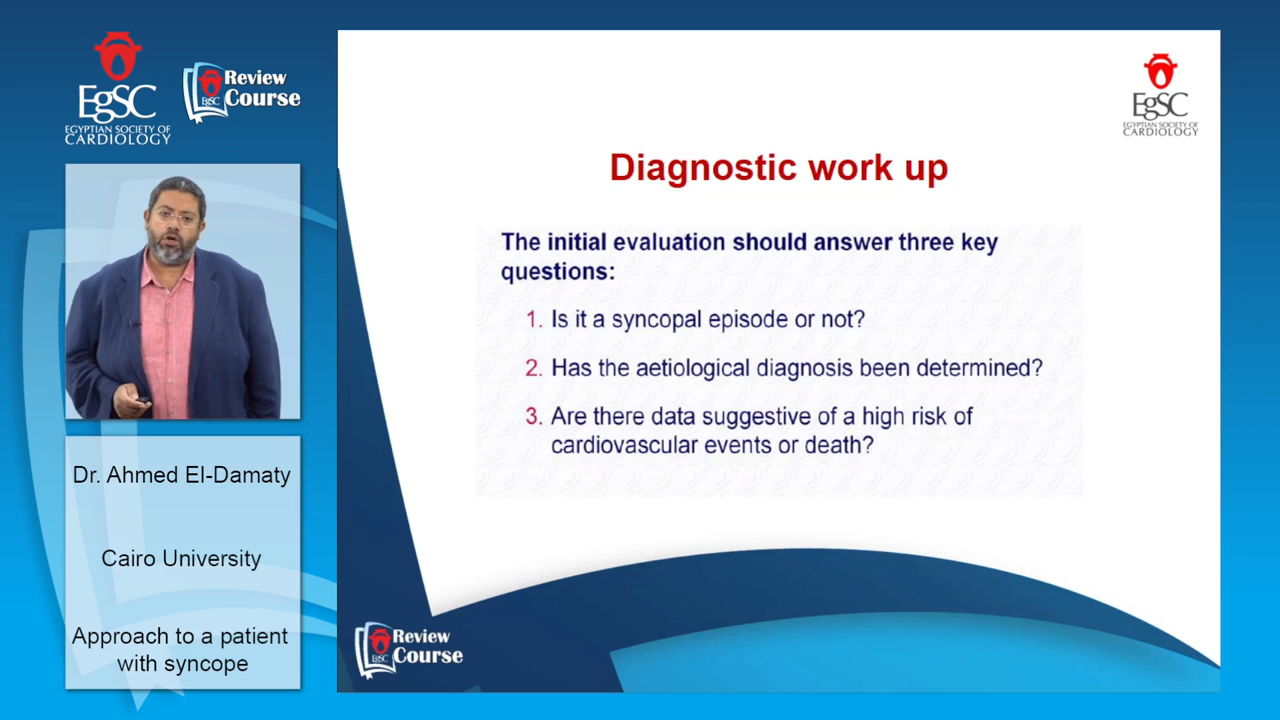 EgSC
EGYPTIAN SOCIETY OF
CARDIOLOGY
EgSC
Review
Course
EgSC
EGYPTIAN SOCIETY OF
CARDIOLOGY
Diagnostic work up
The initial evaluation should answer three key
questions:
1. Is it a syncopal episode or not?
2. Has the aetiological diagnosis been determined?
3. Are there data suggestive of a high risk of
cardiovascular events or death?
Dr. Ahmed El-Damaty
Cairo University
Approach to a patient
with syncope
EgSC
Review
Course